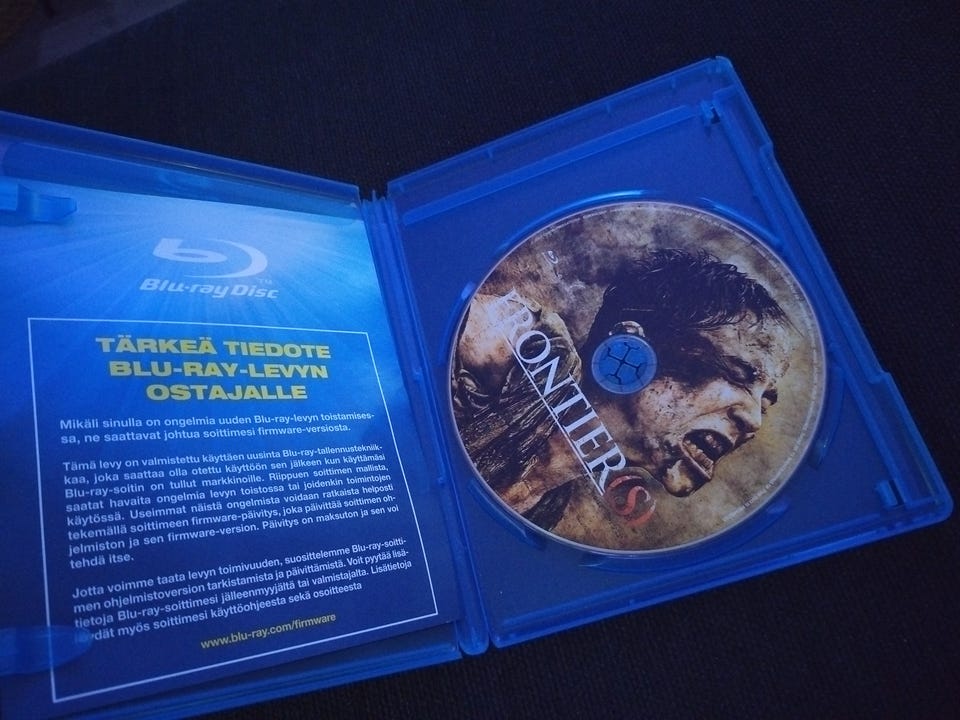 Blu-ray Disc
TÄRKEÄ TIEDOTE
BLU-RAY-LEVYN
OSTAJALLE
Mikäli sinulla on ongelmia uuden Blu-ray-levyn toistamises-
sa, ne saattavat johtua soittimesi firmware-versiosta.
Tämä levy on valmistettu käyttäen uusinta Blu-ray-tallennustekniik-
kaa, joka saattaa olla otettu käyttöön sen jälkeen kun käyttämäsi
Blu-ray-soitin on tullut markkinoille. Riippuen soittimen mallista,
saatat havaita ongelmia levyn toistossa tai joidenkin toimintojen
käytössä. Useimmat näistä ongelmista voidaan ratkaista helposti
tekemällä soittimeen firmware-päivitys, joka päivittää soittimen oh-
jelmiston ja sen firmware-version. Päivitys on maksuton ja sen voi
tehdä itse.
Jotta voimme taata levyn toimivuuden, suosittelemme Blu-ray-soitti-
men ohjelmistoversion tarkistamista ja päivittämistä. Voit pyytää lisä-
tietoja Blu-ray-soittimesi jälleenmyyjältä tai valmistajalta. Lisätietoja
löydät myös soittimesi käyttöohjeesta sekä osoitteesta
www.blu-ray.com/firmware
FRONTIER(S)